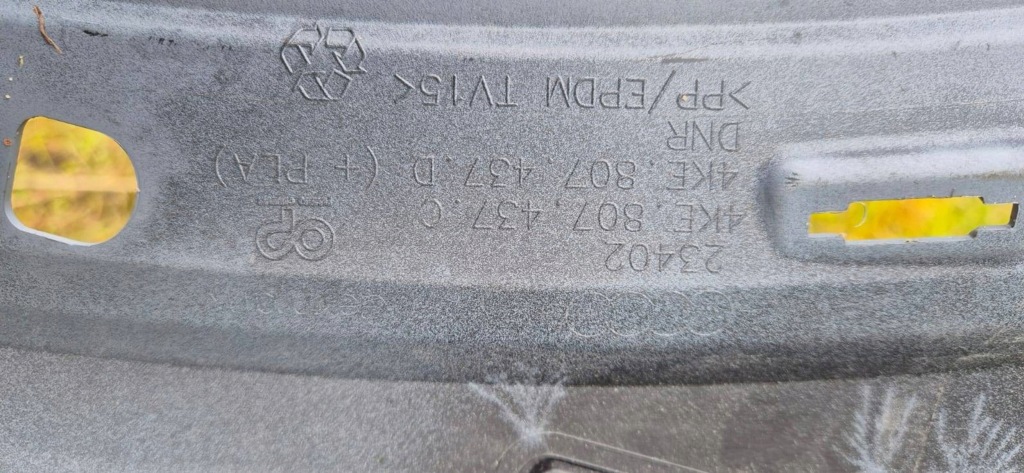 23402
4KE.807.437.C
4KE.807.437.D (+ PLA)
DNR
>PP/EPDM TV15<